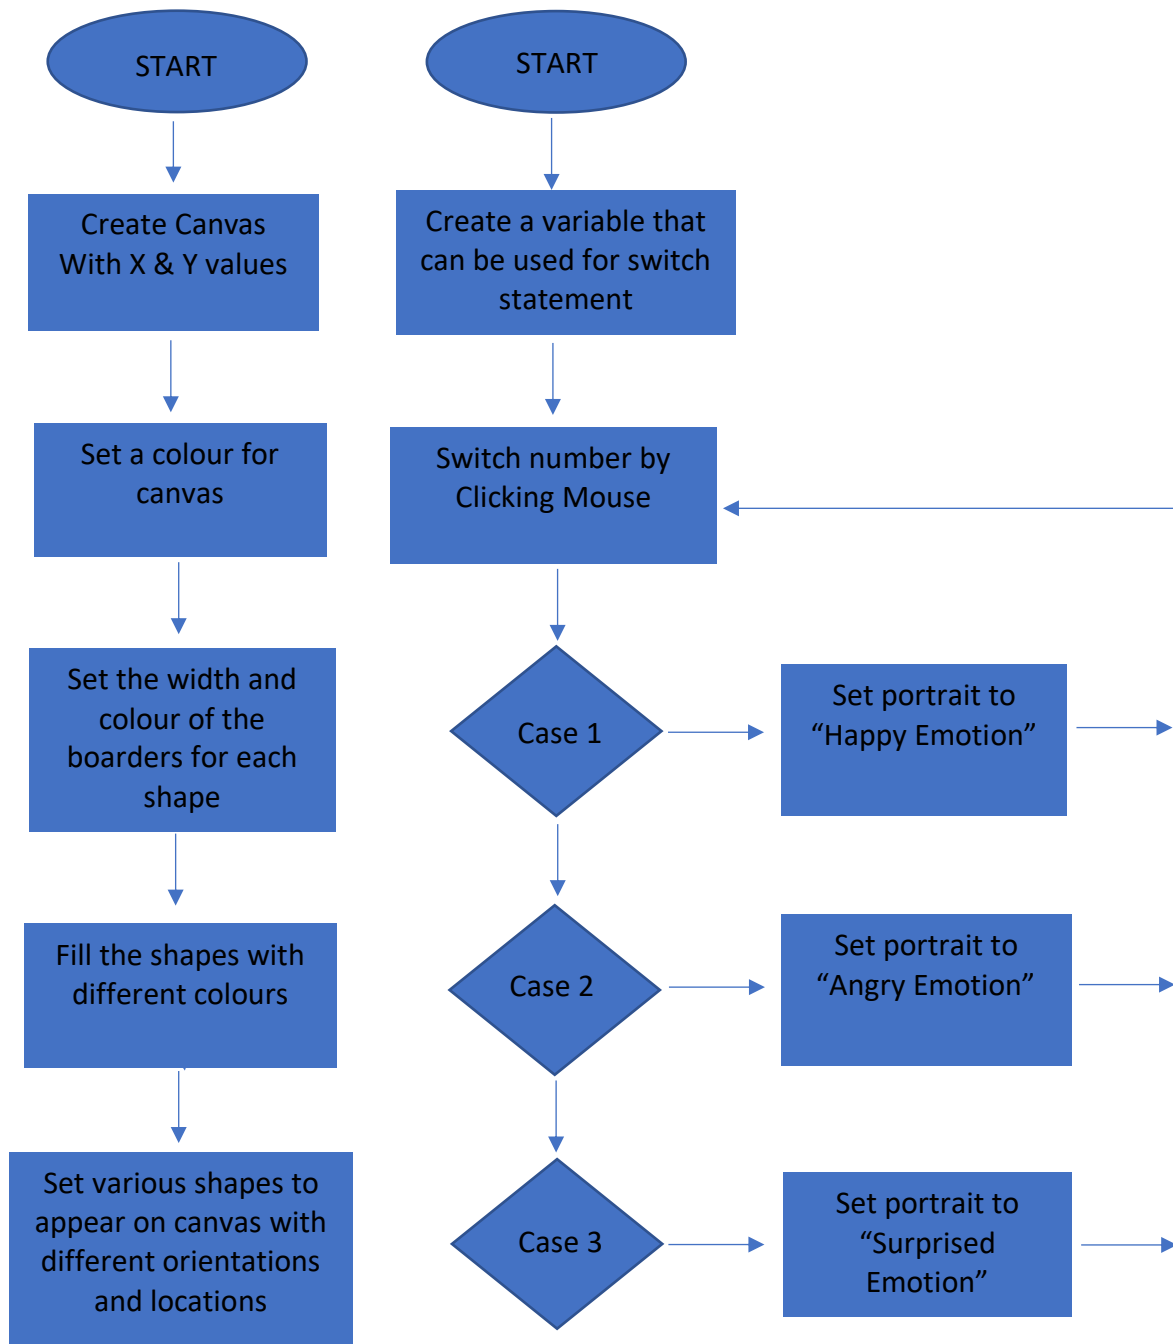 START
Create Canvas
With X & Y values
Set a colour for
canvas
Set the width and
colour of the
boarders for each
shape
Fill the shapes with
different colours
Set various shapes to
appear on canvas with
different orientations
and locations
START
Create a variable that
can be used for switch
statement
Switch number by
Clicking Mouse
Case 1
Set portrait to
“Happy Emotion”
Case 2
Set portrait to
“Angry Emotion”
Case 3
Set portrait to
“Surprised
Emotion”